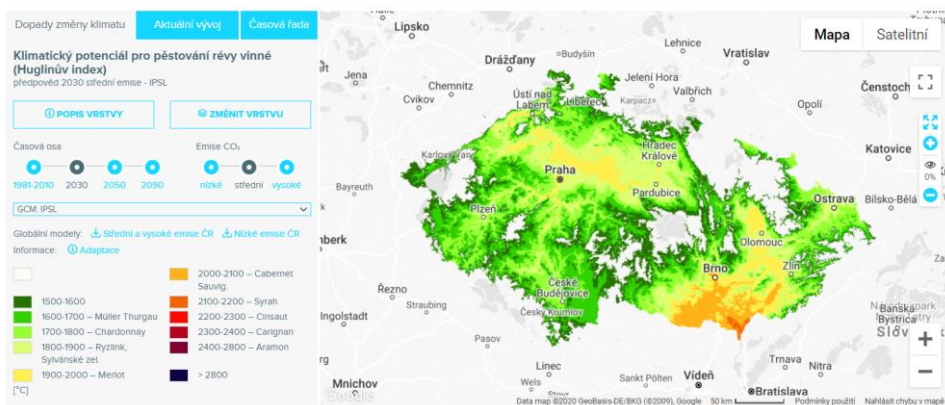 Dopady změny klimatu
Aktuální vývoj
Časová řada
Klimatický potenciál pro pěstování révy vinné
(Huglinův index)
předpověd 2030 střední emise - IPSL
POPIS VRSTVY
ZMĚNIT VRSTVU
Časová osa
Emise CO₂
1981-2010
2030
2050
2090
nízké
střední
vysoké
GCM: IPSL
Globální modely:
Střední a vysoké emise ČR
Nízké emise ČR
Informace:
Adaptace
1500-1600
1600-1700 – Müller Thurgau
1700-1800 – Chardonnay
1800-1900 – Ryzlink,
Sylvánské zel.
1900-2000 – Merlot
[°C]
2000-2100 – Cabernet
Sauvig.
2100-2200 – Syrah
2200-2300 – Cinsaut
2300-2400 – Carignan
2400-2800 – Aramon
> 2800
Mapa
Satelitní
0%
Lipsko
Lehnice
Vratislav
Drážďany
Budyšín
Jena
Chemnitz
Cvikov
Ústí nad
Labem
Liberec
Jelení Hora
Karpacz
Valbřich
Opolí
Čenstoch
Karlovy Vary
Praha
Hradec
Králové
Pardubice
Katovice
Bayreuth
Plzeň
Ostrava
Bílsko-Bělá
Olomouc
Brno
Zlín
České
Budějovice
Český Krumlov
Řezno
Straubing
Ingolstadt
Pasov
Banská
Bystrica
Linec
Wels
Sankt Pölten
Vídeň
Trnava
Nitra
Mnichov
Bratislava
Google
Data map ©2020 GeoBasis-DE/BKG (©2009), Google
50 km
Podmínky použití
Nahlásit chybu v mapě